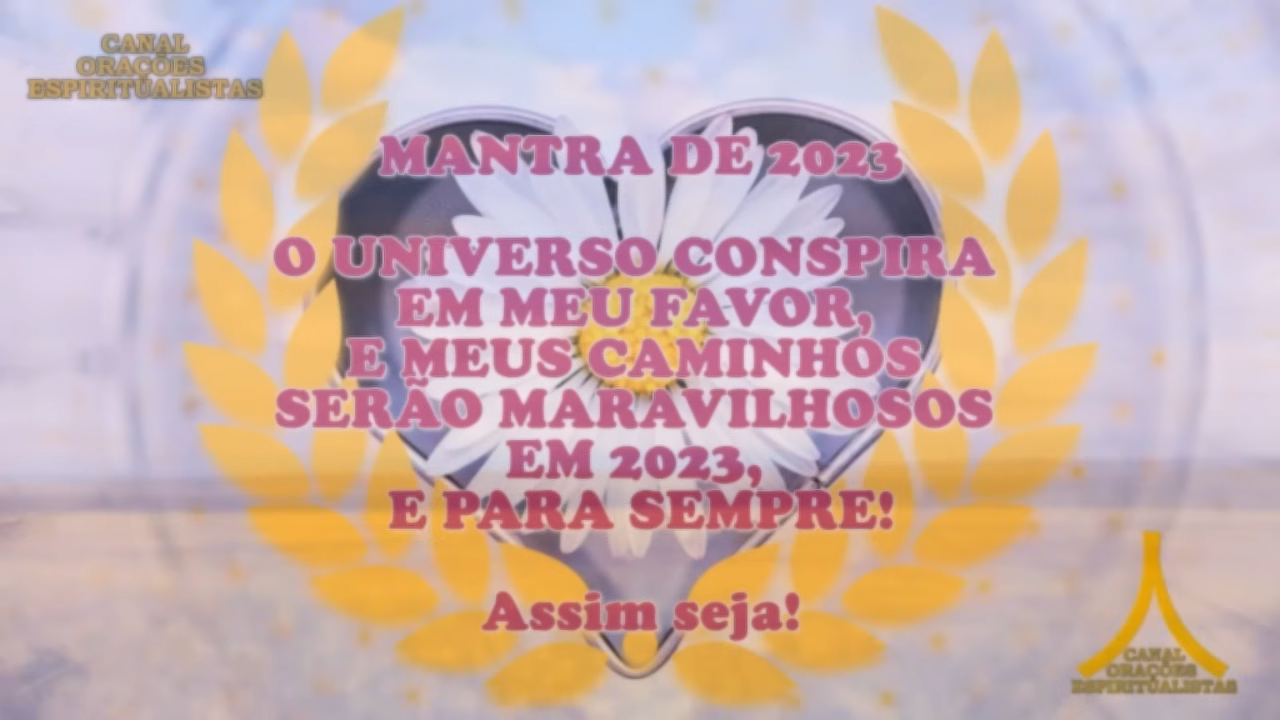 CANAL
ORAÇÕES
ESPIRITUALISTAS
MANTRA DE 2023
O UNIVERSO CONSPIRA
EM MEU FAVOR,
E MEUS CAMINHOS
SERÃO MARAVILHOSOS
EM 2023,
E PARA SEMPRE!
Assim seja!
CANAL
ORAÇÕES
ESPIRITUALISTAS